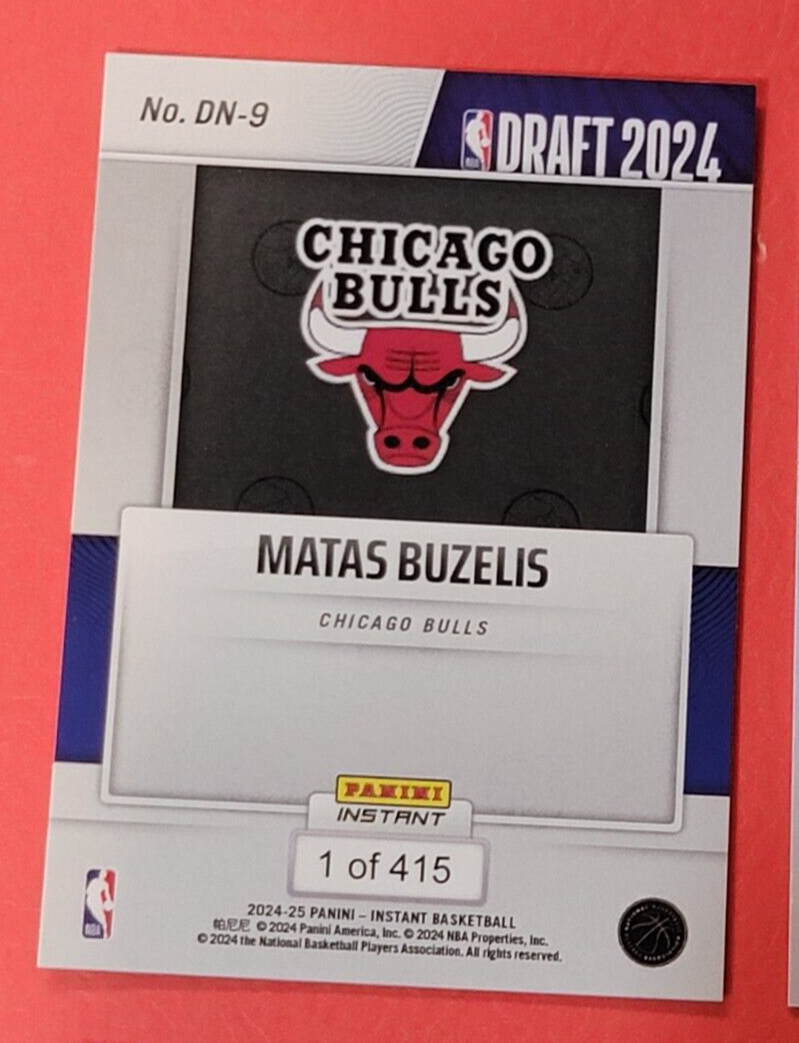 No. DN-9
NBA DRAFT 2024
CHICAGO
BULLS
MATAS BUZELIS
CHICAGO BULLS
PANINI
INSTANT
1 of 415
2024-25 PANINI – INSTANT BASKETBALL
帕尼尼 © 2024 Panini America, Inc. © 2024 NBA Properties, Inc.
© 2024 the National Basketball Players Association. All rights reserved.
NBA